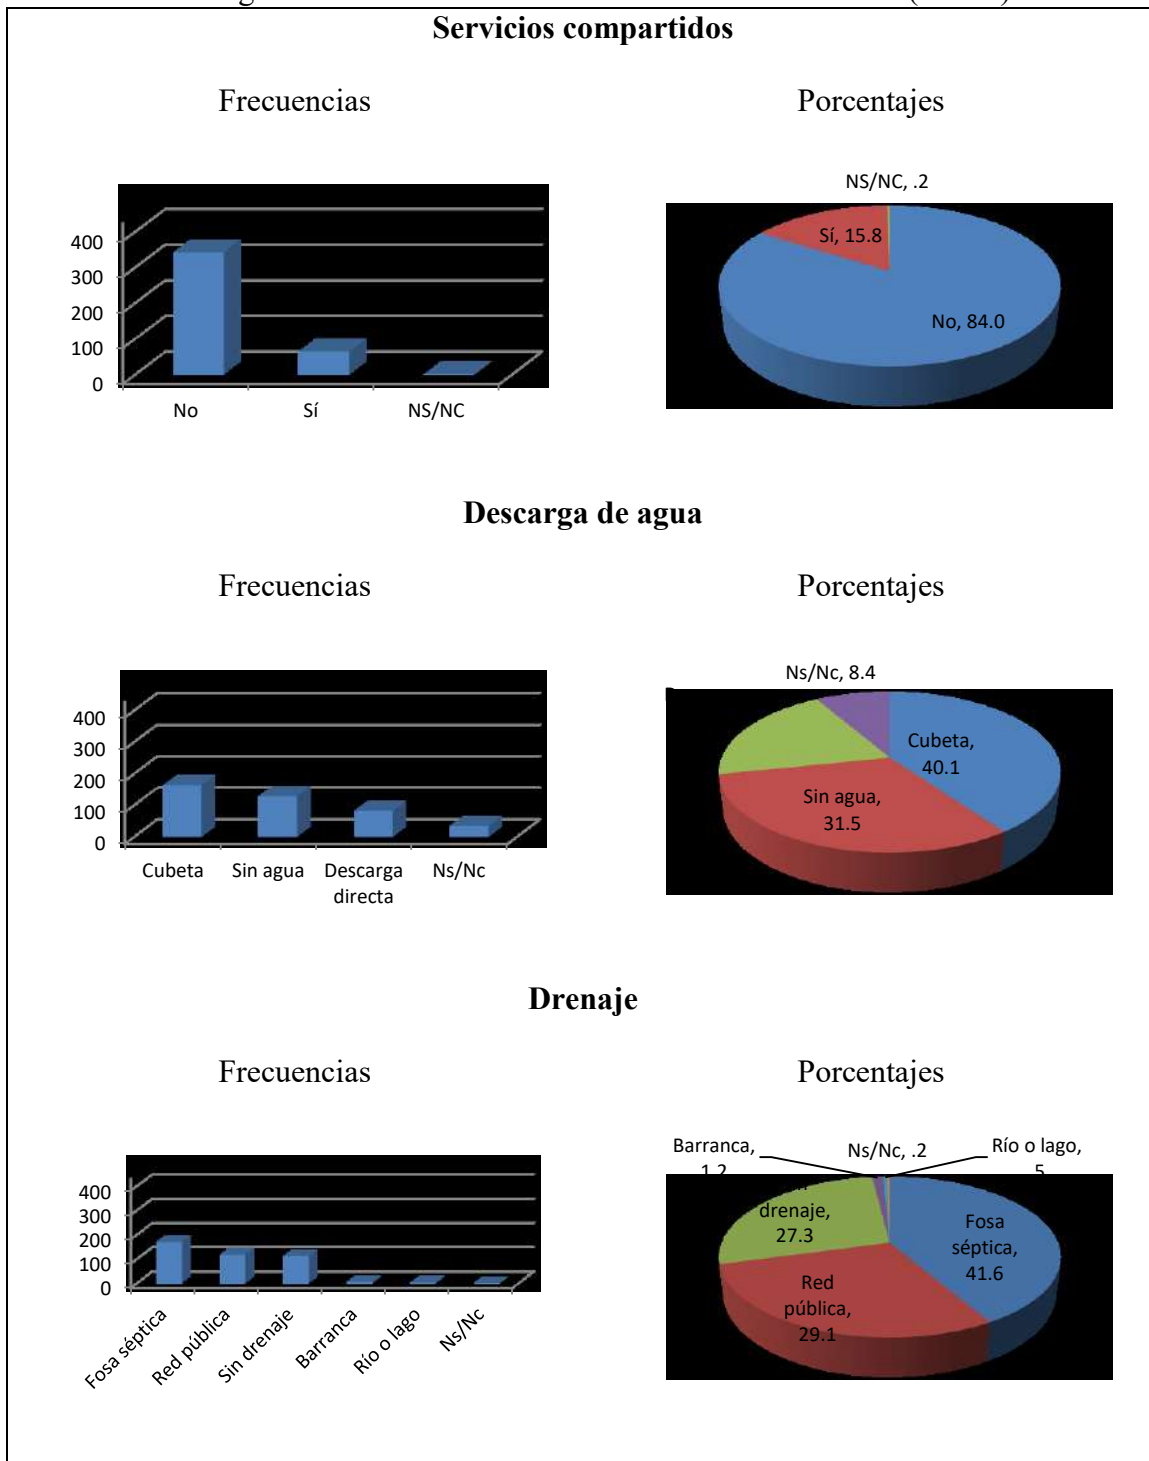 Servicios compartidos
Frecuencias
Porcentajes
400
300
200
100
0
No
Sí
NS/NC
NS/NC, .2
Sí, 15.8
No, 84.0
Descarga de agua
Frecuencias
Porcentajes
400
300
200
100
0
Cubeta
Sin agua
Descarga
directa
Ns/Nc
Ns/Nc, 8.4
Cubeta,
40.1
Sin agua,
31.5
Drenaje
Frecuencias
Porcentajes
400
300
200
100
0
Fosa séptica
Red pública
Sin drenaje
Barranca
Río o lago
Ns/Nc
Barranca,
1.2
Ns/Nc, .2
Río o lago,
drenaje,
27.3
Fosa
séptica,
41.6
Red
pública,
29.1